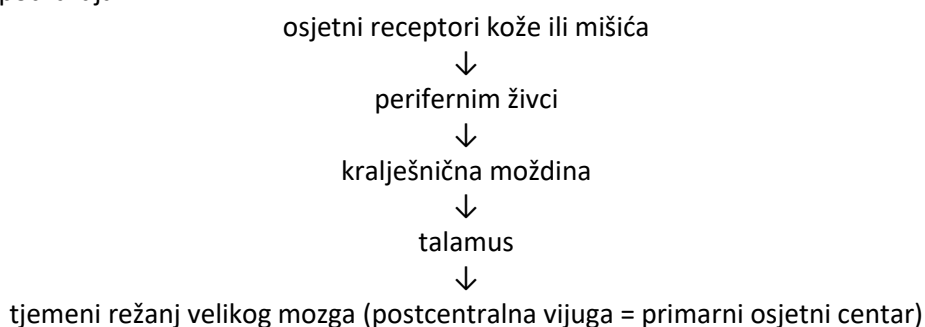 osjetni receptori kože ili mišića
↓
perifernim živci
↓
kralješnična moždina
↓
talamus
↓
tjemeni režanj velikog mozga (postcentralna vijuga = primarni osjetni centar)